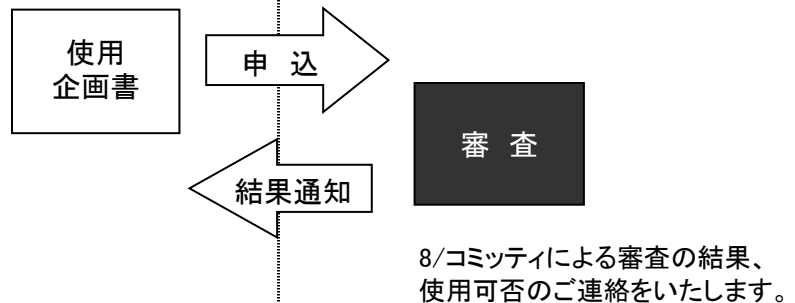 使用
企画書
申 込
審 査
結果通知
8/コミッティによる審査の結果、
使用可否のご連絡をいたします。